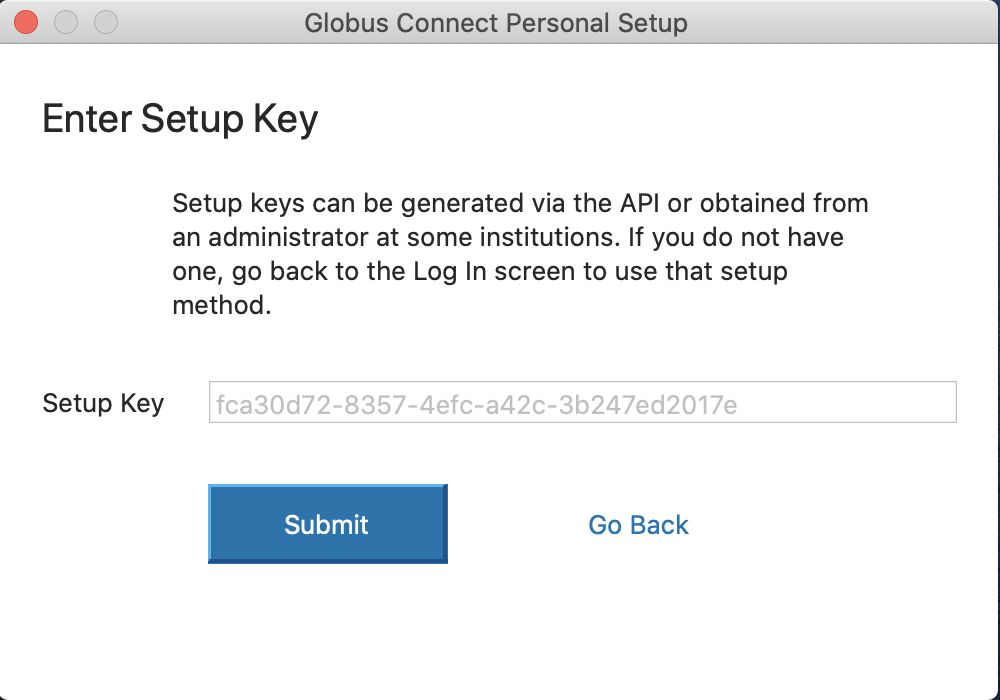 Globus Connect Personal Setup
Enter Setup Key
Setup keys can be generated via the API or obtained from
an administrator at some institutions. If you do not have
one, go back to the Log In screen to use that setup
method.
Setup Key fca30d72-8357-4efc-a42c-3b247ed2017e
Submit Go Back